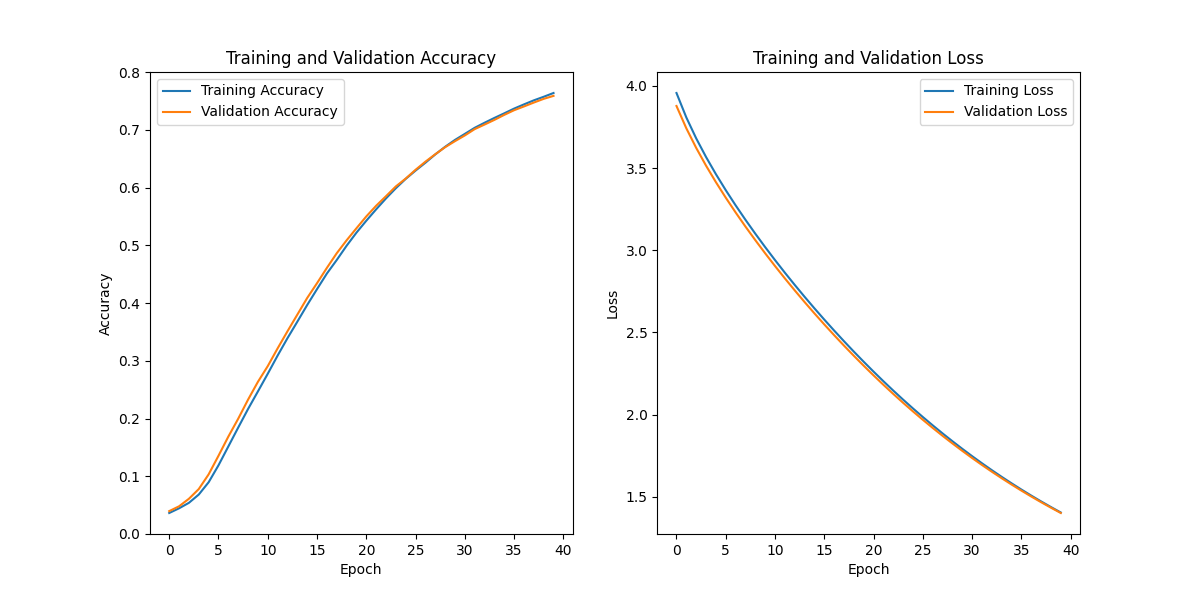 Training and Validation Accuracy
Training Accuracy
Validation Accuracy
0.8
0.7
0.6
0.5
0.4
0.3
0.2
0.1
0.0
Accuracy
0 5 10 15 20 25 30 35 40
Epoch
Training and Validation Loss
Training Loss
Validation Loss
4.0
3.5
3.0
2.5
2.0
1.5
Loss
0 5 10 15 20 25 30 35 40
Epoch